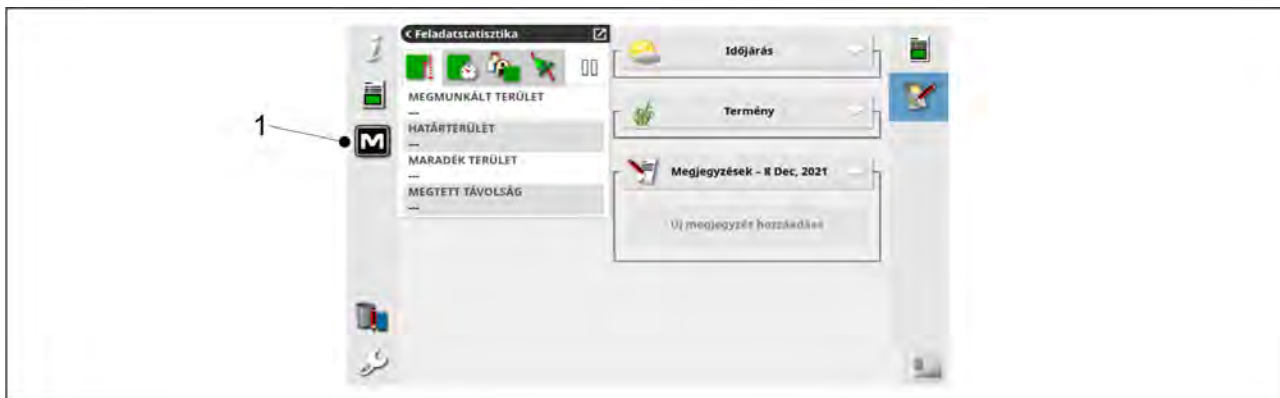 < Feladatstatisztika
MEGMUNKÁLT TERÜLET
---
HATÁRTERÜLET
---
MARADÉK TERÜLET
---
MEGTETT TÁVOLSÁG
---
Időjárás
Termény
Megjegyzések – 8 Dec, 2021
Új megjegyzés hozzáadása
1
M